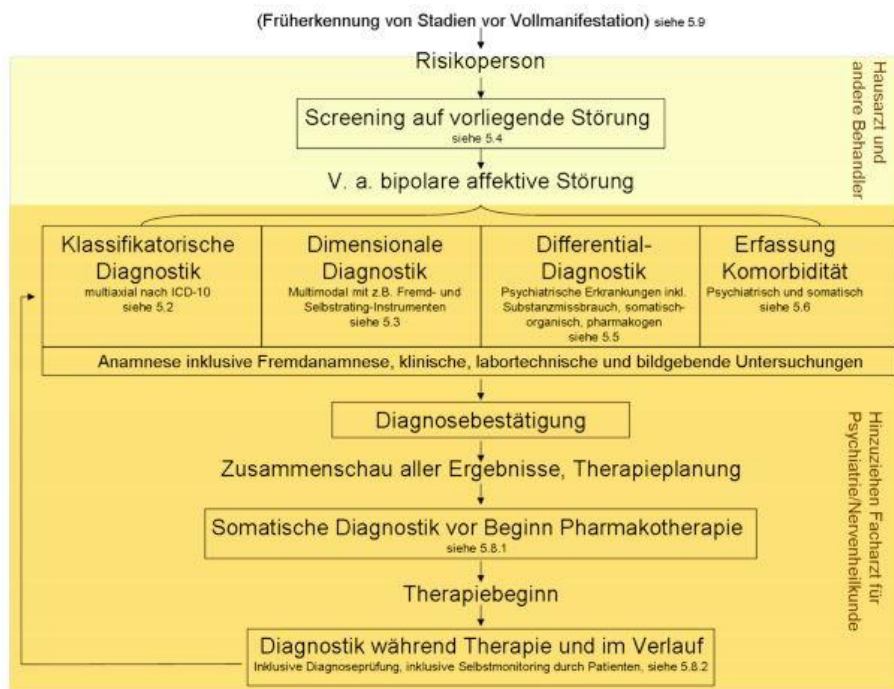 (Früherkennung von Stadien vor Vollmanifestation) siehe 5.9
Risikoperson
Screening auf vorliegende Störung
siehe 5.4
V. a. bipolare affektive Störung
Hausarzt und
andere Behandler
Klassifikatorische
Diagnostik
multiaxial nach ICD-10
siehe 5.2
Dimensionale
Diagnostik
Multimodal mit z.B. Fremd- und
Selbstrating-Instrumenten
siehe 5.3
Differential-
Diagnostik
Psychiatrische Erkrankungen inkl.
Substanzmissbrauch, somatisch-
organisch, pharmakogen
siehe 5.5
Erfassung
Komorbidität
Psychiatrisch und somatisch
siehe 5.6
Anamnese inklusive Fremdanamnese, klinische, labortechnische und bildgebende Untersuchungen
Diagnosebestätigung
Zusammenschau aller Ergebnisse, Therapieplanung
Somatische Diagnostik vor Beginn Pharmakotherapie
siehe 5.8.1
Therapiebeginn
Diagnostik während Therapie und im Verlauf
Inklusive Diagnoseprüfung, inklusive Selbstmonitoring durch Patienten, siehe 5.8.2
Hinzuziehen Facharzt für
Psychiatrie/Nervenheilkunde